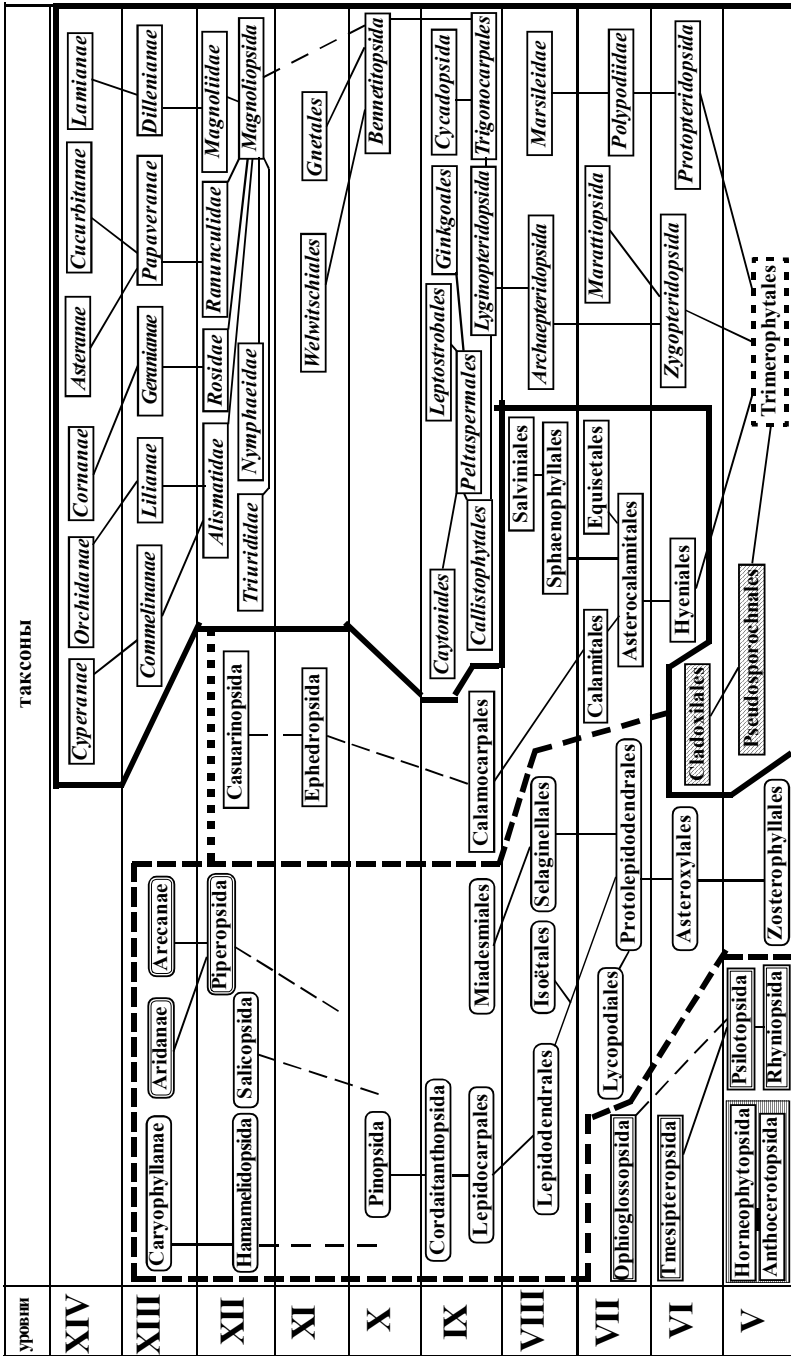 таксоны
уровни
XIV
Cyperanae
Orchidanae
Cornanae
Asteranae
Cucurbitanae
Lamianae
XIII
Caryophyllanae
Aridanae
Arecanae
Commelinanae
Lilianae
Geranianae
Papaveranae
Dillenianae
XII
Hamamelidopsida
Salicopsida
Piperopsida
Casuarinopsida
Triurididae
Alismatidae
Nymphaeidae
Rosidae
Ranunculidae
Magnoliidae
Magnoliopsida
XI
Ephedropsida
Welwitschiales
Gnetales
X
Pinopsida
Bennetitopsida
IX
Cordaitanthopsida
Lepidocarpales
Miadesmiales
Calamocarpales
Caytoniales
Callistophytales
Peltaspermales
Leptostrobales
Ginkgoales
Lyginopteridopsida
Cycadopsida
Trigonocarpales
VIII
Lepidodendrales
Isoëtales
Selaginellales
Salviniales
Sphaenophyllales
Archaepteridopsida
Marsileidae
VII
Ophioglossopsida
Lycopodiales
Protolepidodendrales
Calamitales
Asterocalamitales
Equisetales
Marattiopsida
Polypodiidae
VI
Tmesipteropsida
Asteroxylales
Cladoxilales
Hyeniales
Zygopteridopsida
Protopteridopsida
V
Horneophytopsida
Anthocerotopsida
Psilotopsida
Rhyniopsida
Zosterophyllales
Pseudosporochnales
Trimerophytales